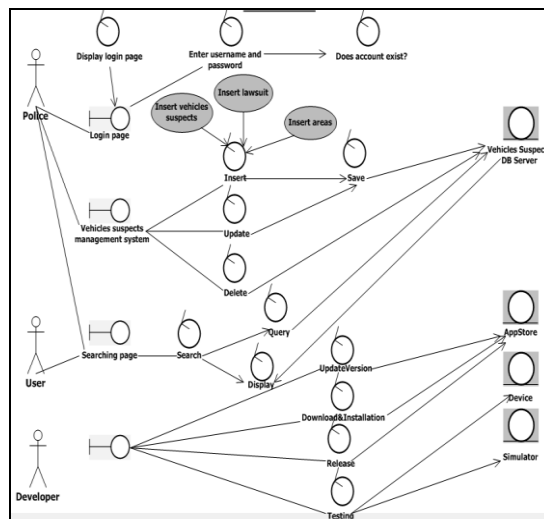 Display login page
Enter username and
password
Does account exist?
Police
Insert vehicles
suspects
Insert lawsuit
Insert areas
Login page
Vehicles Suspect
DB Server
Insert
Save
Vehicles suspects
management system
Update
Delete
Query
AppStore
User
Searching page
Search
Display
UpdateVersion
Device
Download&Installation
Release
Simulator
Developer
Testing